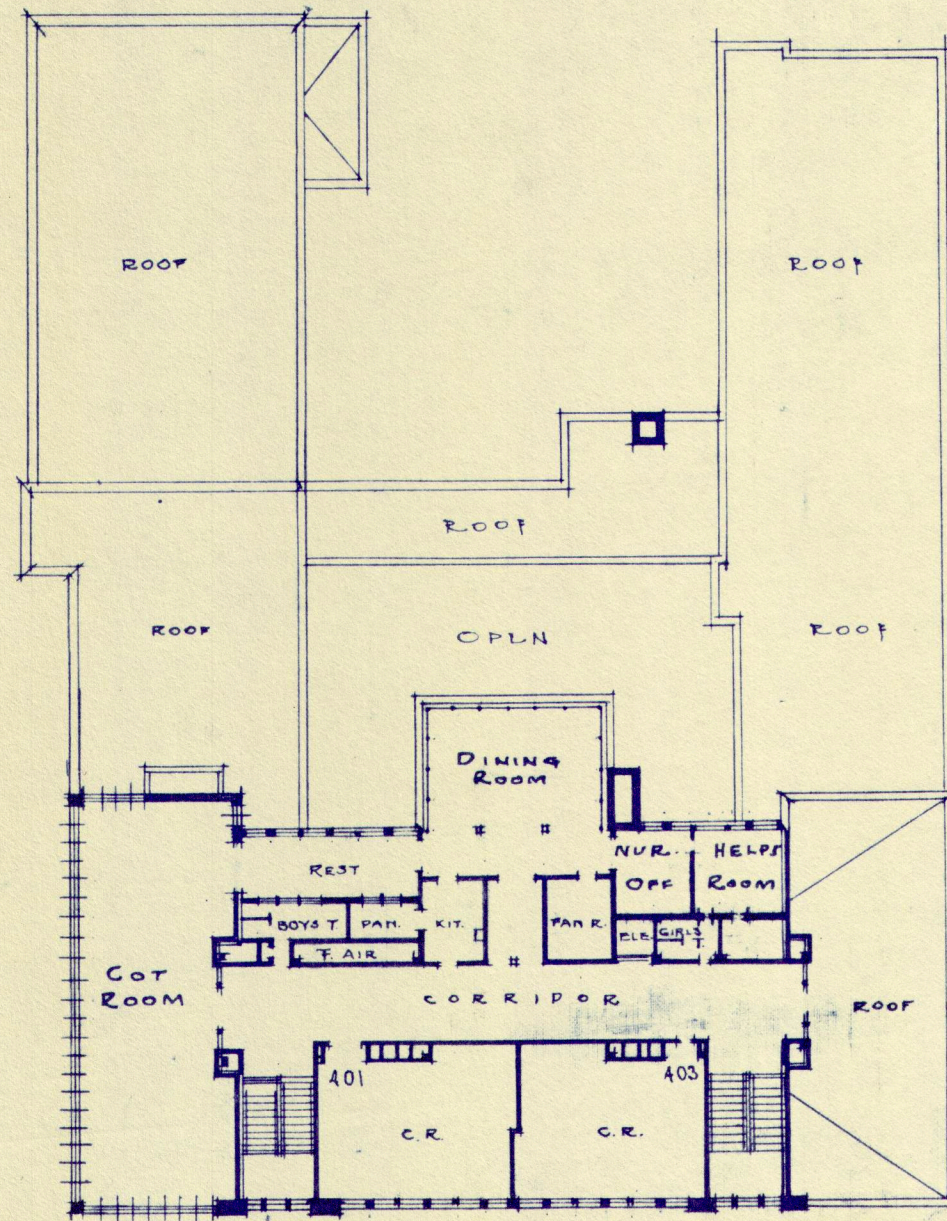 ROOF
ROOF
ROOF
ROOF
OPEN
ROOF
DINING
ROOM
NUR.
OFF
HELPS
ROOM
REST
BOYS T.
PAN.
KIT.
FAN R.
ELE.
GIRLS
T.
F. AIR
COT
ROOM
CORRIDOR
ROOF
401
403
C.R.
C.R.